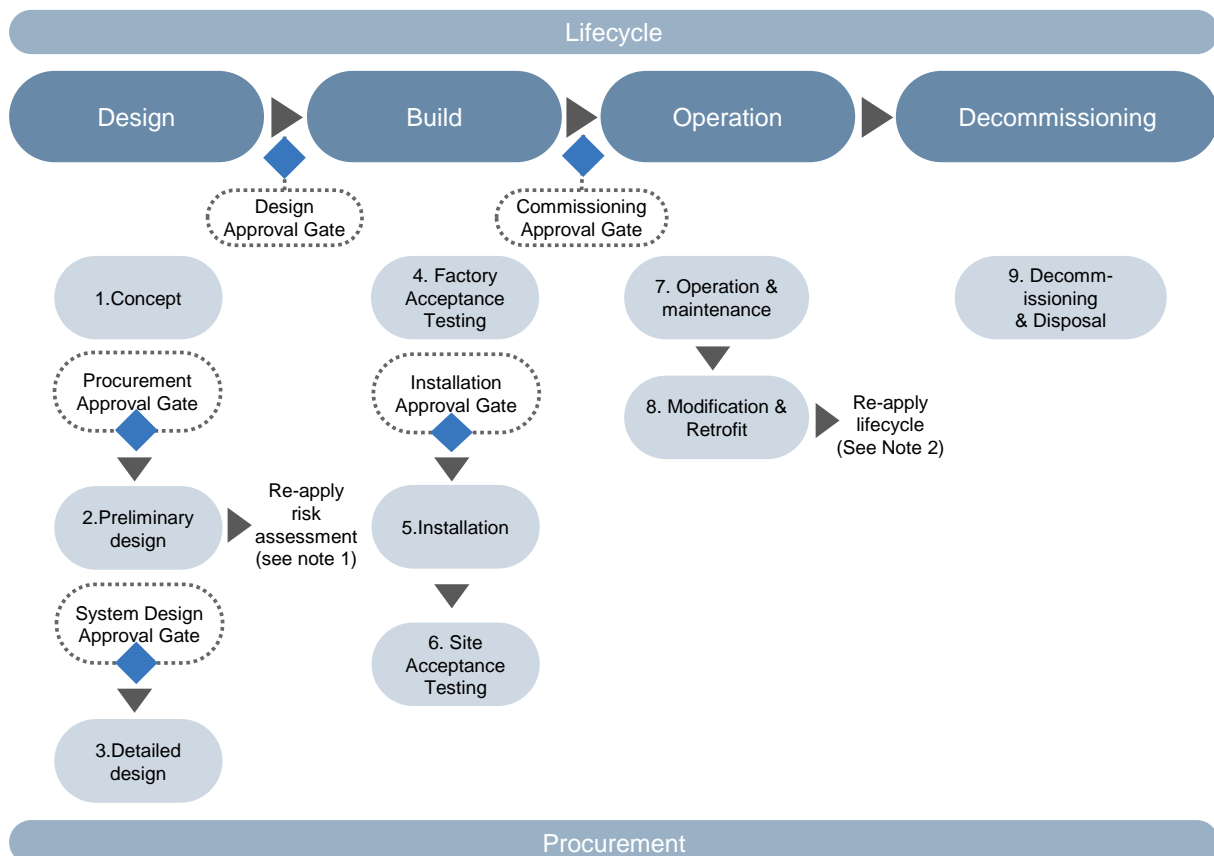 Lifecycle
Design
Build
Operation
Decommissioning
Design
Approval Gate
Commissioning
Approval Gate
1.Concept
4. Factory
Acceptance
Testing
7. Operation &
maintenance
9. Decomm-
issioning
& Disposal
Procurement
Approval Gate
Installation
Approval Gate
8. Modification &
Retrofit
Re-apply
lifecycle
(See Note 2)
2.Preliminary
design
Re-apply
risk
assessment
(see note 1)
5.Installation
System Design
Approval Gate
6. Site
Acceptance
Testing
3.Detailed
design
Procurement